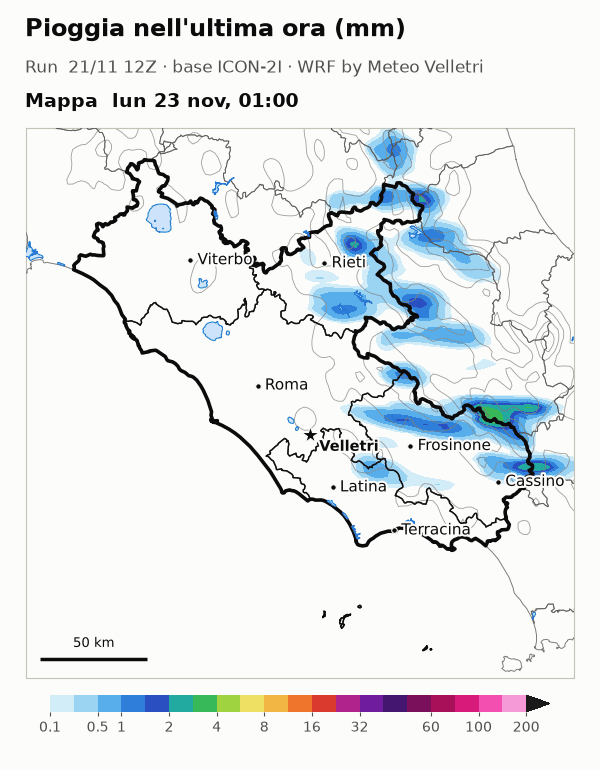 Pioggia nell'ultima ora (mm)
Run  21/11 12Z · base ICON-2I · WRF by Meteo Velletri
Mappa  lun 23 nov, 01:00
Viterbo
Rieti
Roma
Velletri
Frosinone
Latina
Cassino
Terracina
50 km
0.1 0.5 1 2 4 8 16 32 60 100 200